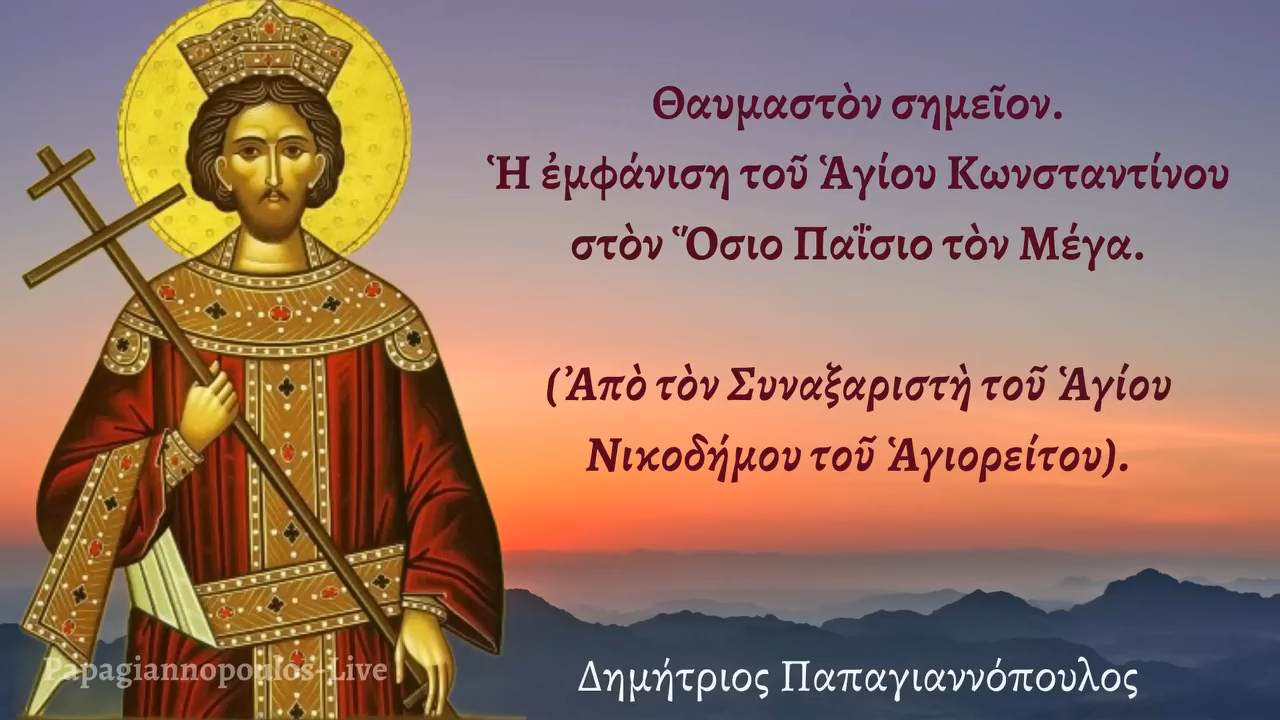 Θαυμαστὸν σημεῖον.
Ἡ ἐμφάνιση τοῦ Ἁγίου Κωνσταντίνου
στὸν Ὅσιο Παΐσιο τὸν Μέγα.
(Ἀπὸ τὸν Συναξαριστὴ τοῦ Ἁγίου
Νικοδήμου τοῦ Ἁγιορείτου).
Papagiannopoulos-Live
Δημήτριος Παπαγιαννόπουλος